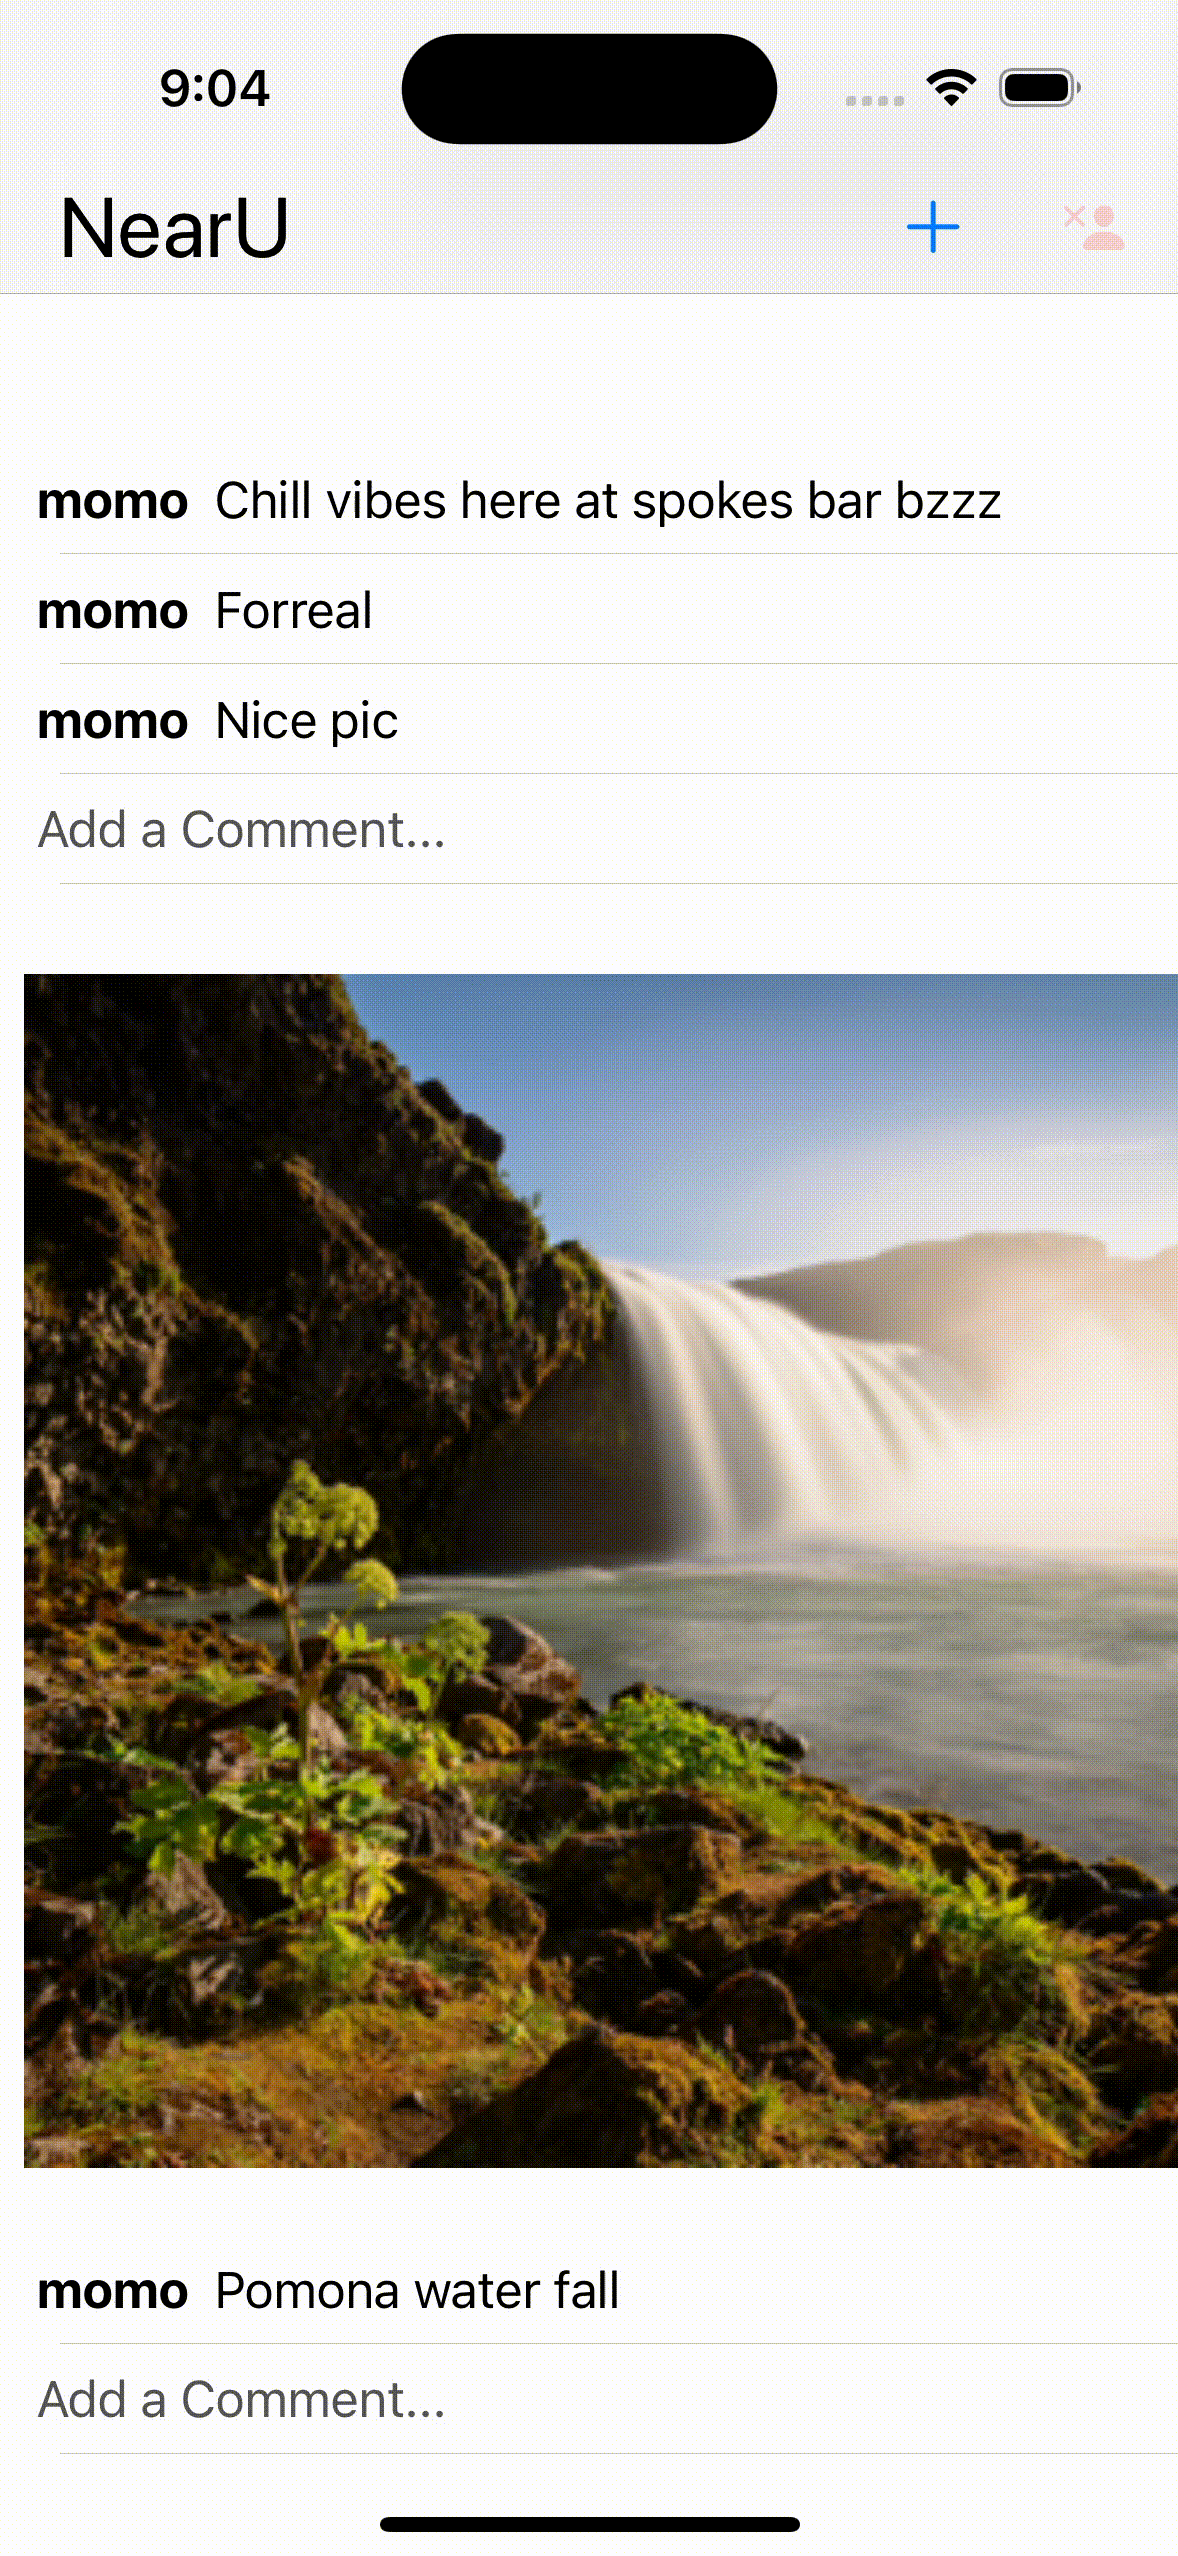 9:04
NearU
momo Chill vibes here at spokes bar bzzz
momo Forreal
momo Nice pic
Add a Comment...
momo Pomona water fall
Add a Comment...